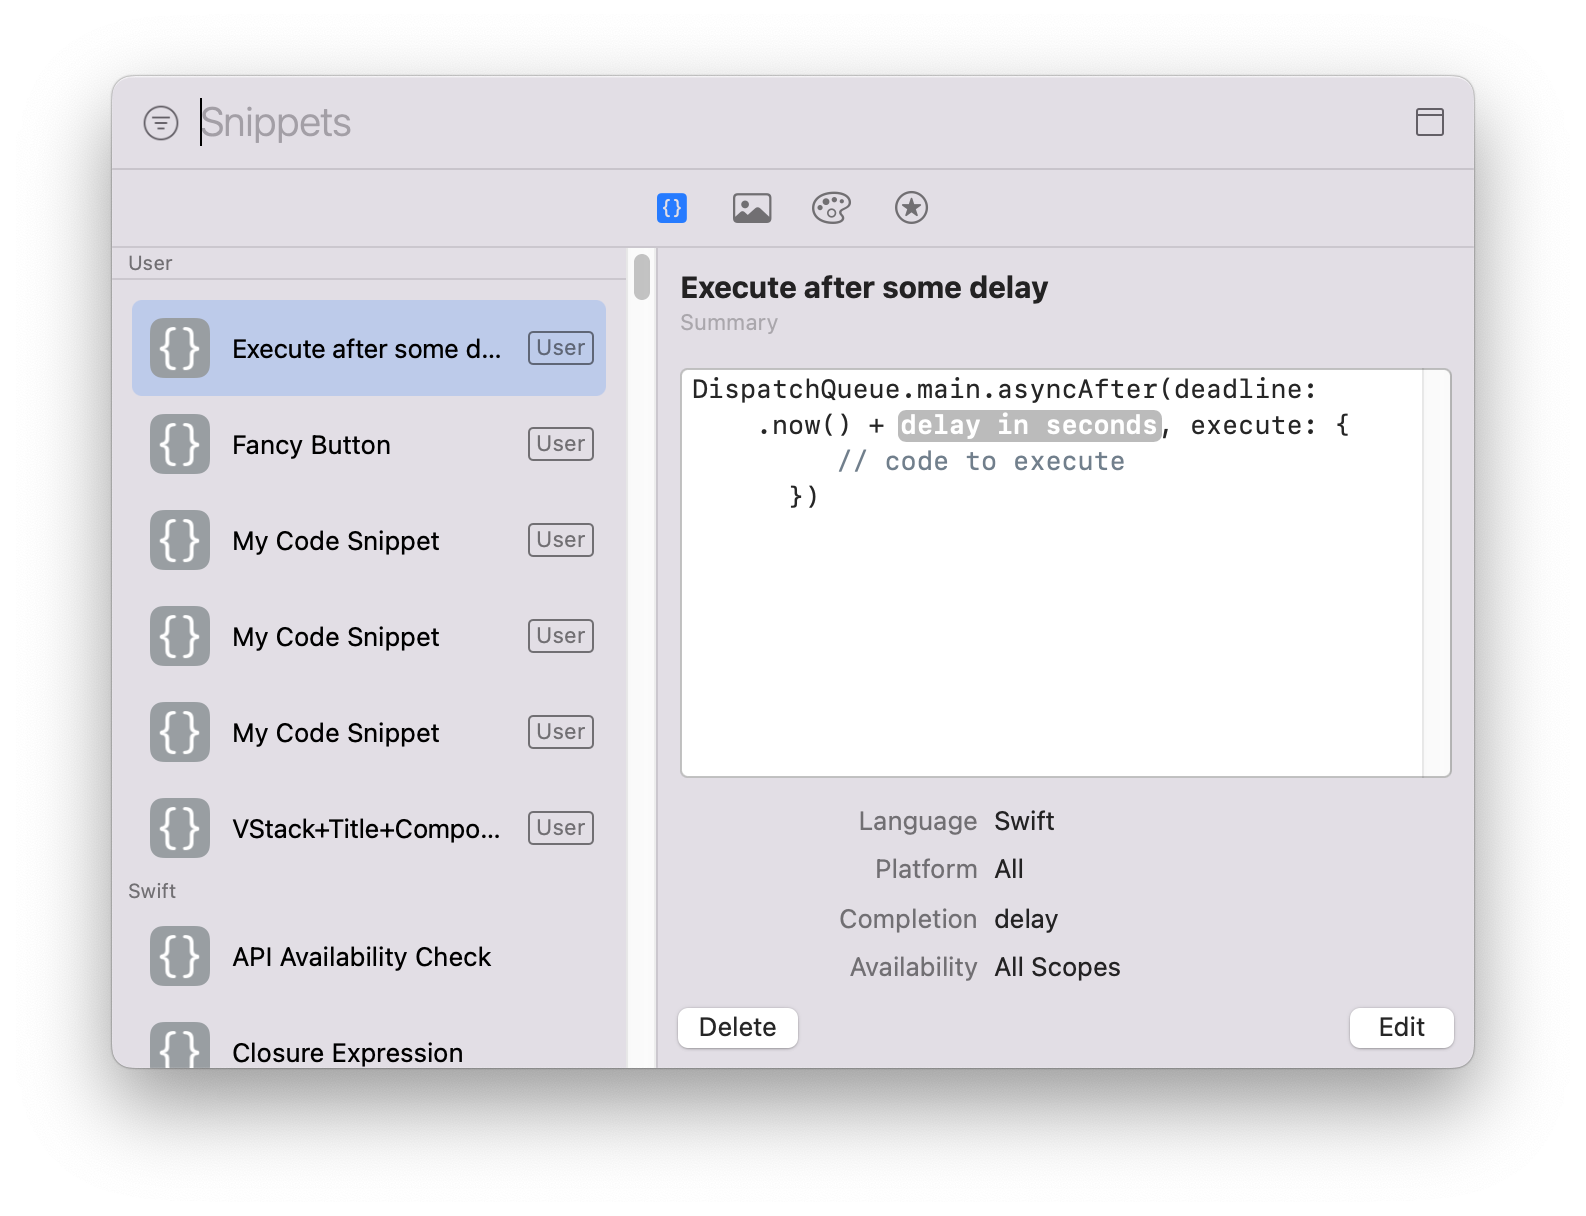 Snippets
{}
User
{} Execute after some d... User
{} Fancy Button User
{} My Code Snippet User
{} My Code Snippet User
{} My Code Snippet User
{} VStack+Title+Compo... User
Swift
{} API Availability Check
{} Closure Expression
Execute after some delay
Summary
DispatchQueue.main.asyncAfter(deadline:
.now() + delay in seconds, execute: {
// code to execute
})
Language Swift
Platform All
Completion delay
Availability All Scopes
Delete Edit